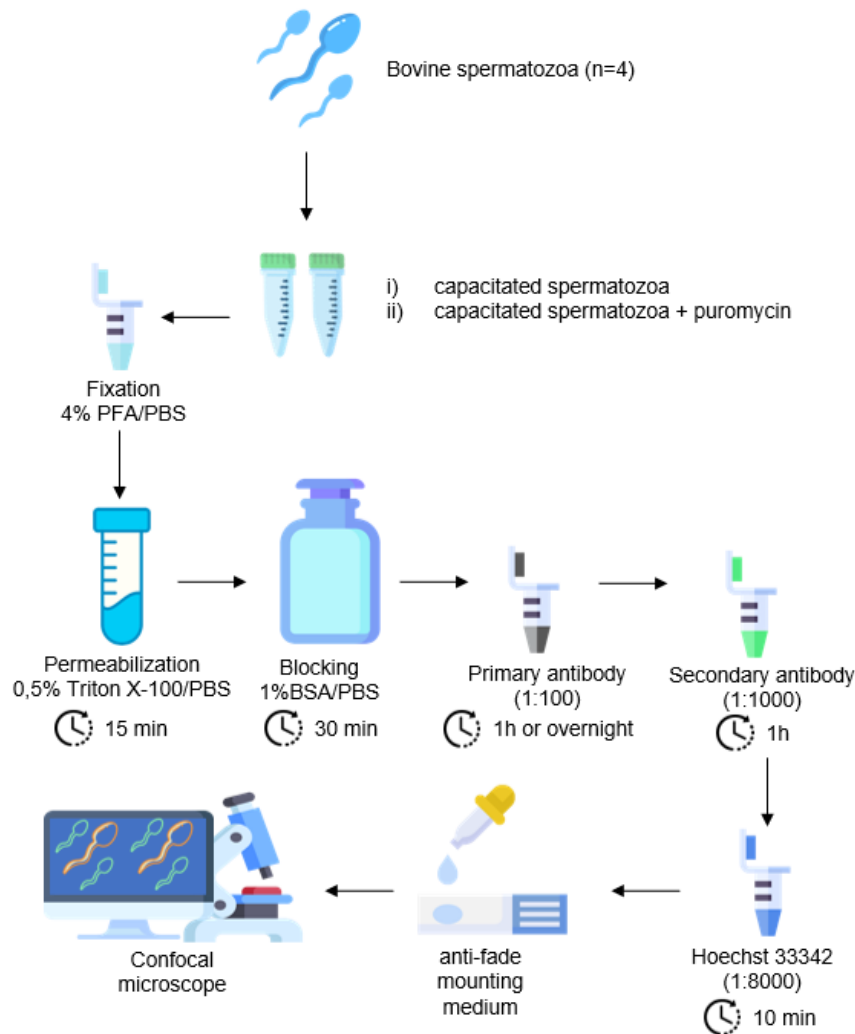 Bovine spermatozoa (n=4)
i) capacitated spermatozoa
ii) capacitated spermatozoa + puromycin
Fixation
4% PFA/PBS
Permeabilization
0,5% Triton X-100/PBS
15 min
Blocking
1%BSA/PBS
30 min
Primary antibody
(1:100)
1h or overnight
Secondary antibody
(1:1000)
1h
Hoechst 33342
(1:8000)
10 min
anti-fade
mounting
medium
Confocal
microscope